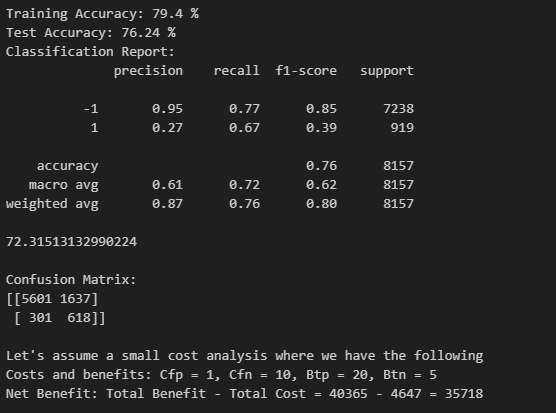 Training Accuracy: 79.4 %
Test Accuracy: 76.24 %
Classification Report:
precision recall f1-score support
-1 0.95 0.77 0.85 7238
1 0.27 0.67 0.39 919
accuracy 0.76 8157
macro avg 0.61 0.72 0.62 8157
weighted avg 0.87 0.76 0.80 8157
72.31513132990224
Confusion Matrix:
[[5601 1637]
[ 301 618]]
Let's assume a small cost analysis where we have the following
Costs and benefits: Cfp = 1, Cfn = 10, Btp = 20, Btn = 5
Net Benefit: Total Benefit - Total Cost = 40365 - 4647 = 35718